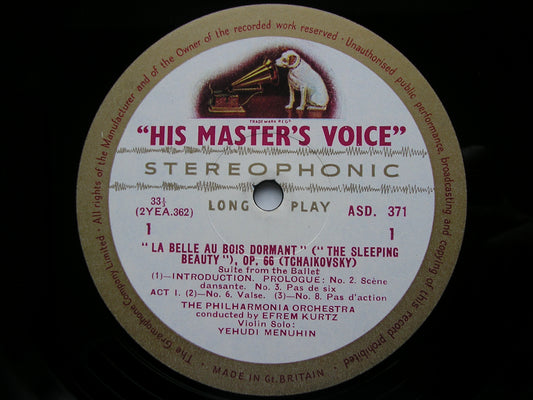 All rights of the Manufacturer and of the Owner of the recorded work reserved · Unauthorised public performance, broadcasting and copying of this record prohibited
TRADE MARK REGD
"HIS MASTER'S VOICE"
STEREOPHONIC
33⅓ LONG PLAY ASD. 371
(2YEA.362)
1 1
"LA BELLE AU BOIS DORMANT" ("THE SLEEPING
BEAUTY"), OP. 66 (TCHAIKOVSKY)
Suite from the Ballet
(1)—INTRODUCTION. PROLOGUE; No. 2. Scène
dansante. No. 3. Pas de six
ACT 1. (2)—No. 6. Valse. (3)—No. 8. Pas d'action
THE PHILHARMONIA ORCHESTRA
conducted by EFREM KURTZ
Violin Solo:
YEHUDI MENUHIN
The Gramophone Company Limited ·
MADE IN Gt. BRITAIN